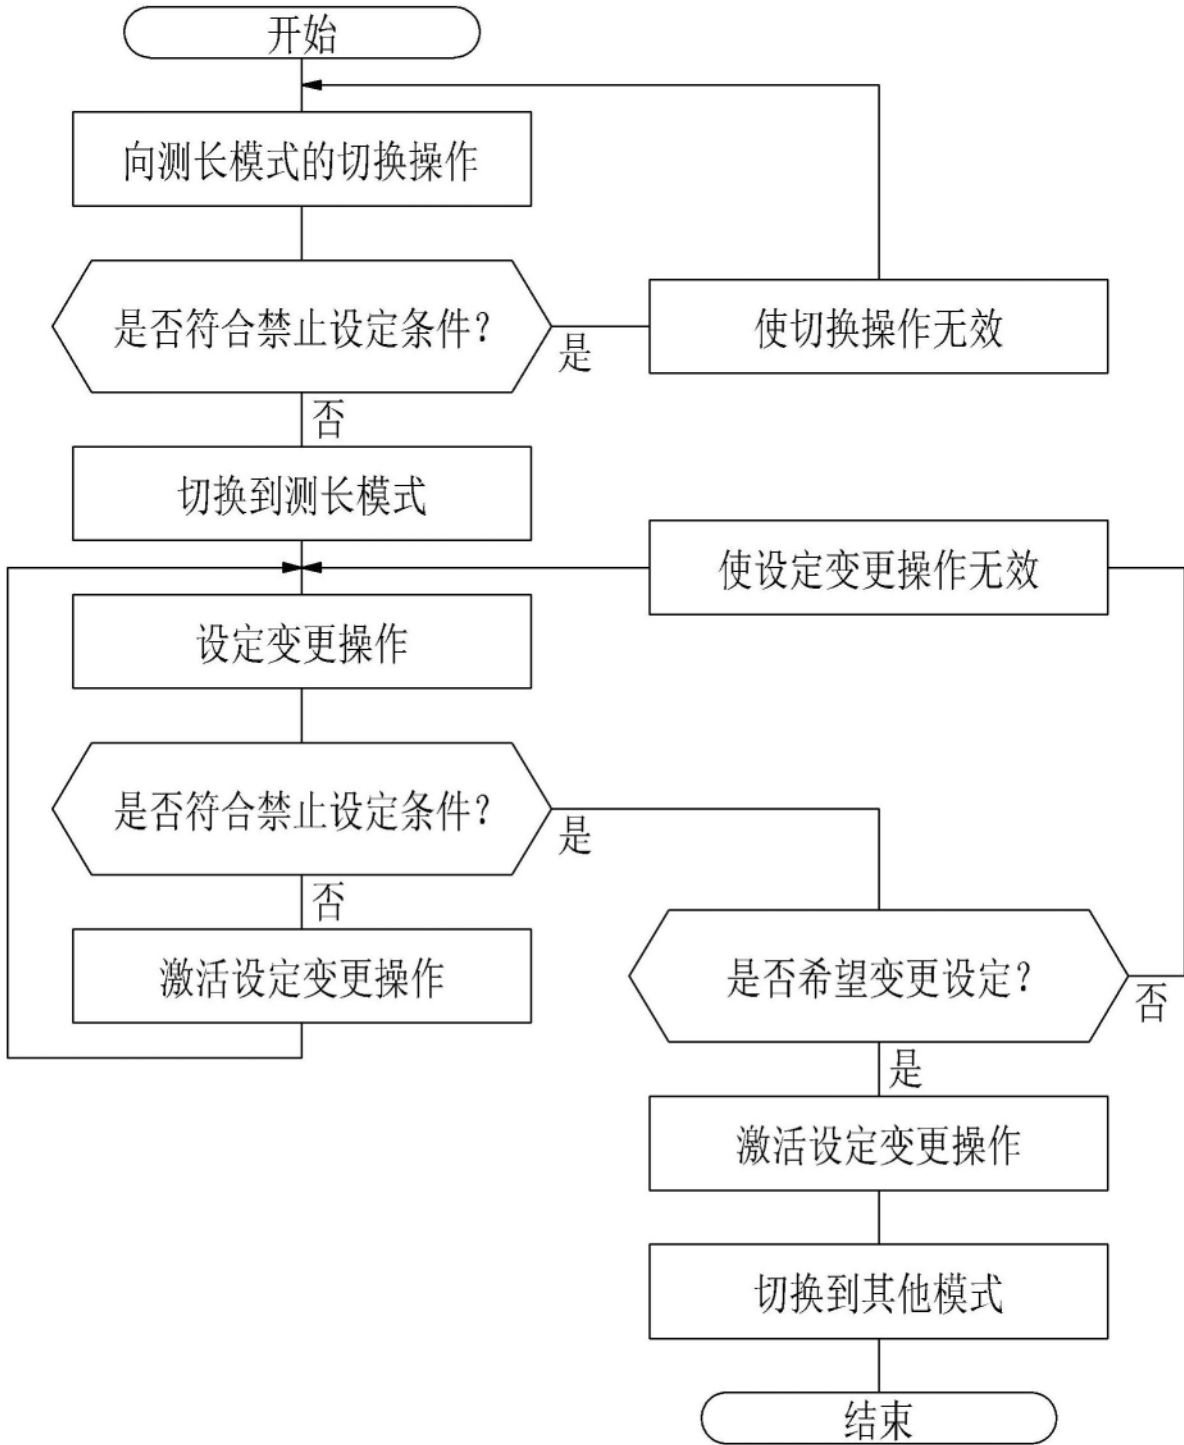 开始
向测长模式的切换操作
是否符合禁止设定条件?
是
使切换操作无效
否
切换到测长模式
使设定变更操作无效
设定变更操作
是否符合禁止设定条件?
是
否
激活设定变更操作
是否希望变更设定?
否
是
激活设定变更操作
切换到其他模式
结束